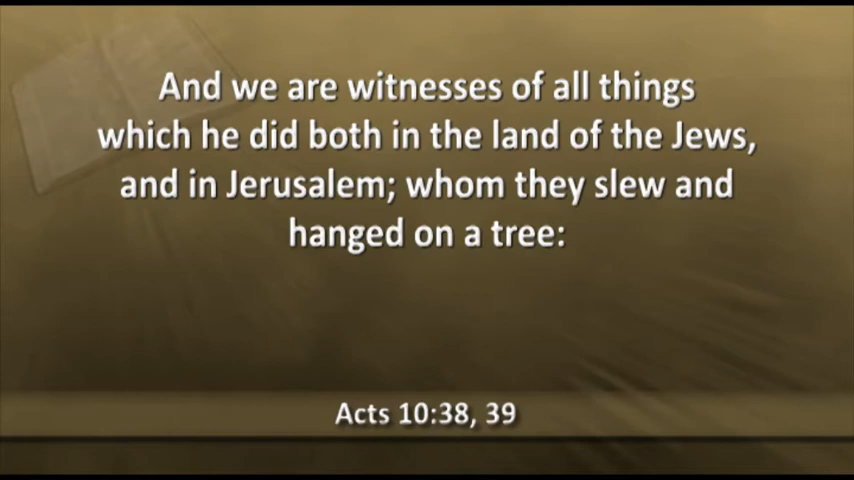 And we are witnesses of all things
which he did both in the land of the Jews,
and in Jerusalem; whom they slew and
hanged on a tree:
Acts 10:38, 39